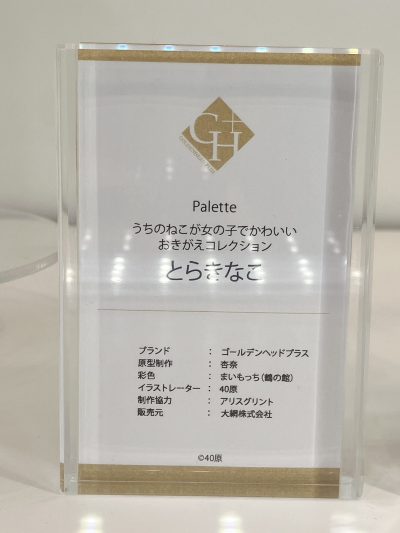 GH+
Palette
うちのねこが女の子でかわいい
おきがえコレクション
とらきなこ
ブランド : ゴールデンヘッドプラス
原型制作 : 杏奈
彩色 : まいもっち(鶴の館)
イラストレーター : 40原
制作協力 : アリスグリント
販売元 : 大網株式会社
©40原